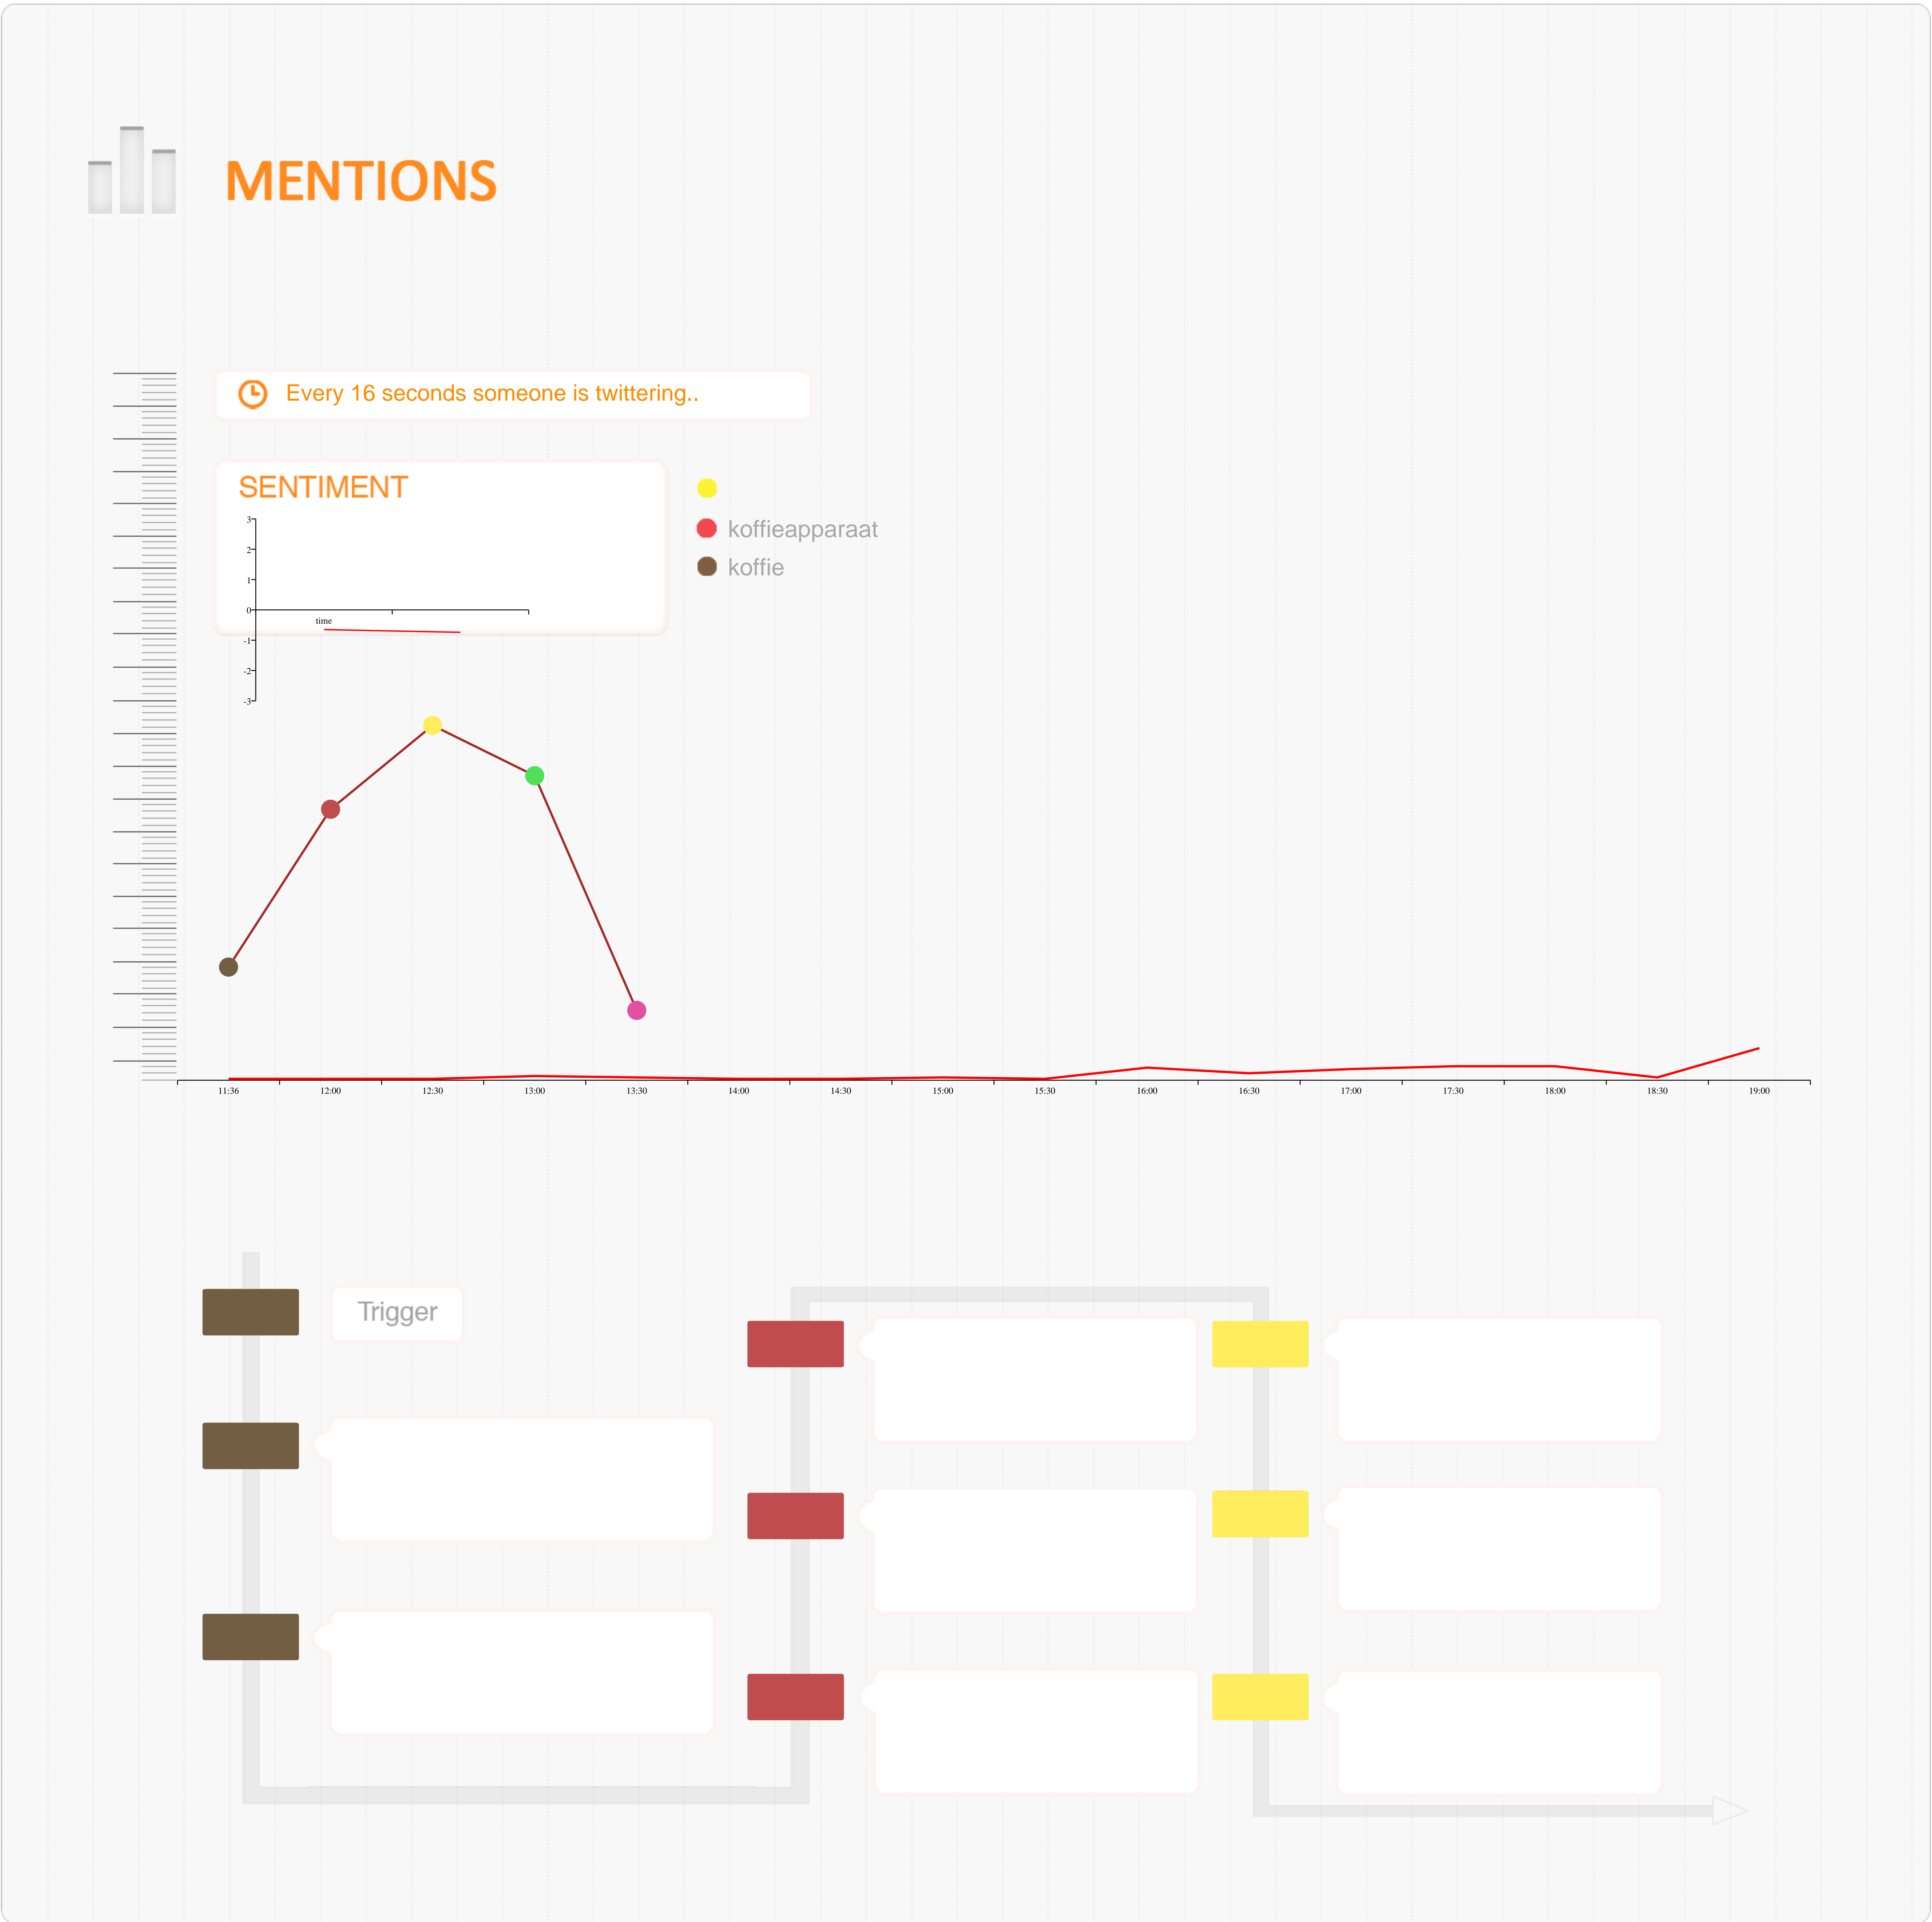 MENTIONS
Every 16 seconds someone is twittering..
SENTIMENT
koffieapparaat
koffie
3
2
1
0
time
-1
-2
-3
11:36 12:00 12:30 13:00 13:30 14:00 14:30 15:00 15:30 16:00 16:30 17:00 17:30 18:00 18:30 19:00
Trigger